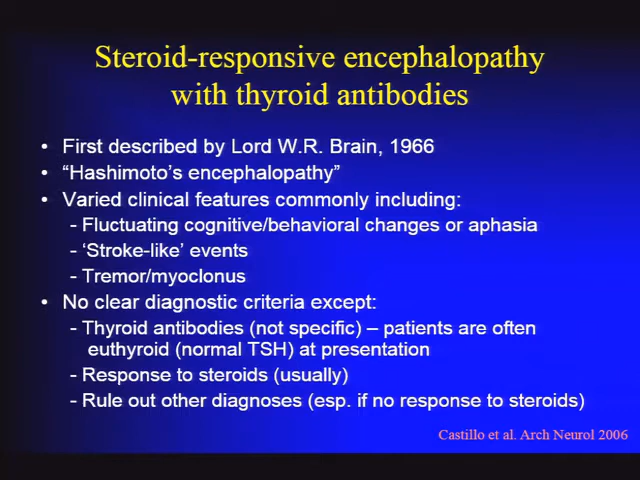 Steroid-responsive encephalopathy
with thyroid antibodies
• First described by Lord W.R. Brain, 1966
• “Hashimoto’s encephalopathy”
• Varied clinical features commonly including:
- Fluctuating cognitive/behavioral changes or aphasia
- ‘Stroke-like’ events
- Tremor/myoclonus
• No clear diagnostic criteria except:
- Thyroid antibodies (not specific) – patients are often
euthyroid (normal TSH) at presentation
- Response to steroids (usually)
- Rule out other diagnoses (esp. if no response to steroids)
Castillo et al. Arch Neurol 2006